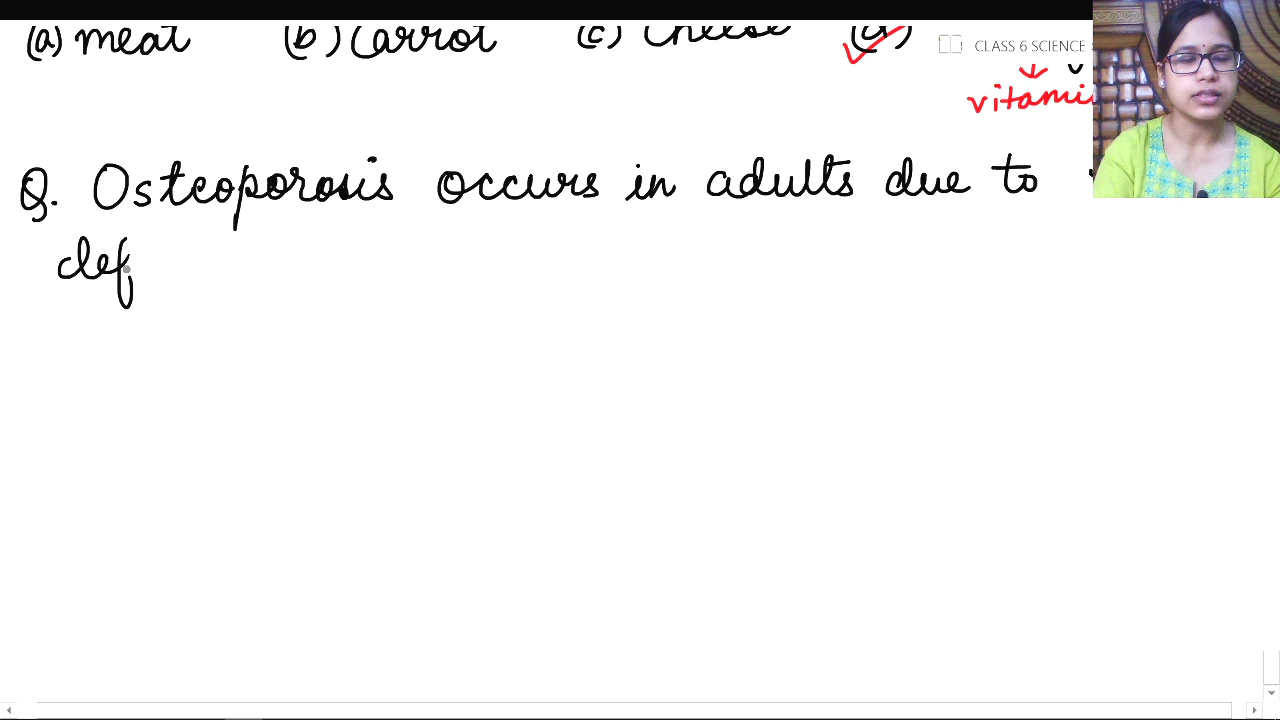 (a) meat (b) Carrot (c) Cheese (d)
CLASS 6 SCIENCE
Q. Osteoporosis occurs in adults due to
def